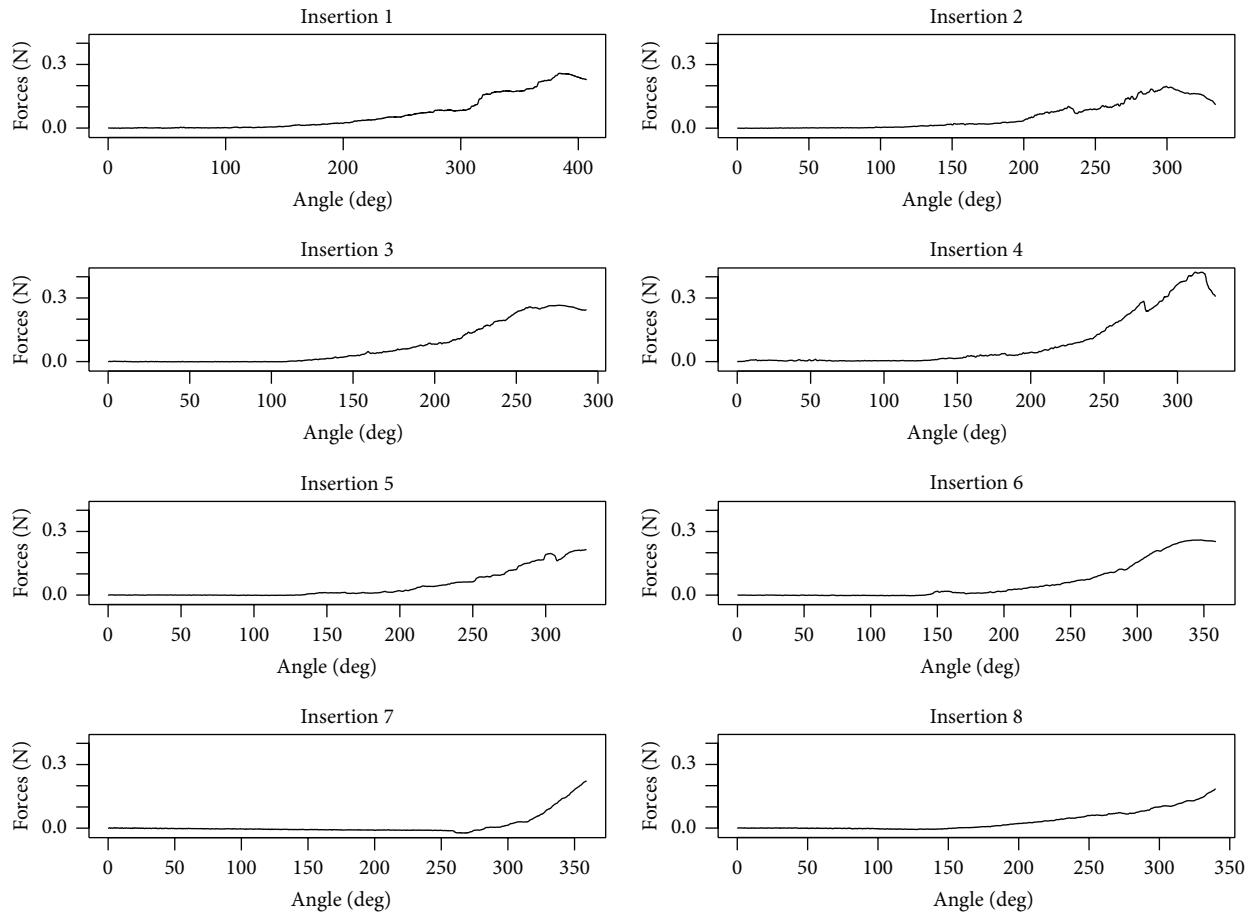 Insertion 1
Forces (N)
0.3
0.0
0 100 200 300 400
Angle (deg)
Insertion 2
Forces (N)
0.3
0.0
0 50 100 150 200 250 300
Angle (deg)
Insertion 3
Forces (N)
0.3
0.0
0 50 100 150 200 250 300
Angle (deg)
Insertion 4
Forces (N)
0.3
0.0
0 50 100 150 200 250 300
Angle (deg)
Insertion 5
Forces (N)
0.3
0.0
0 50 100 150 200 250 300
Angle (deg)
Insertion 6
Forces (N)
0.3
0.0
0 50 100 150 200 250 300 350
Angle (deg)
Insertion 7
Forces (N)
0.3
0.0
0 50 100 150 200 250 300 350
Angle (deg)
Insertion 8
Forces (N)
0.3
0.0
0 50 100 150 200 250 300 350
Angle (deg)